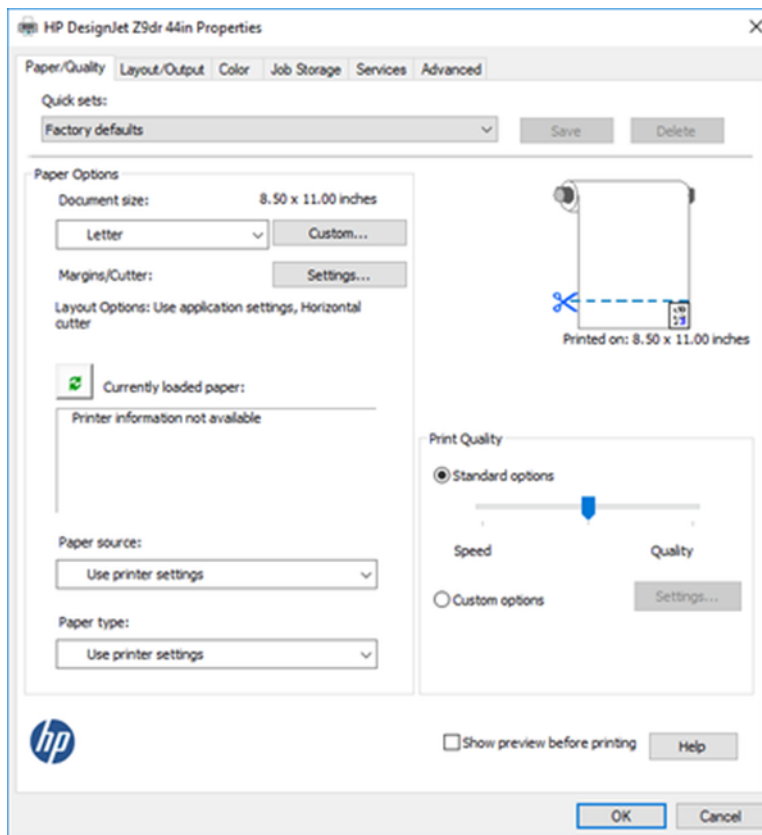 HP DesignJet Z9dr 44in Properties
Paper/Quality Layout/Output Color Job Storage Services Advanced
Quick sets:
Factory defaults
Save
Delete
Paper Options
Document size: 8.50 x 11.00 inches
Letter
Custom...
Margins/Cutter:
Settings...
Layout Options: Use application settings, Horizontal
cutter
Printed on: 8.50 x 11.00 inches
Currently loaded paper:
Printer information not available
Paper source:
Use printer settings
Paper type:
Use printer settings
Print Quality
Standard options
Speed Quality
Custom options
Settings...
hp
Show preview before printing
Help
OK
Cancel